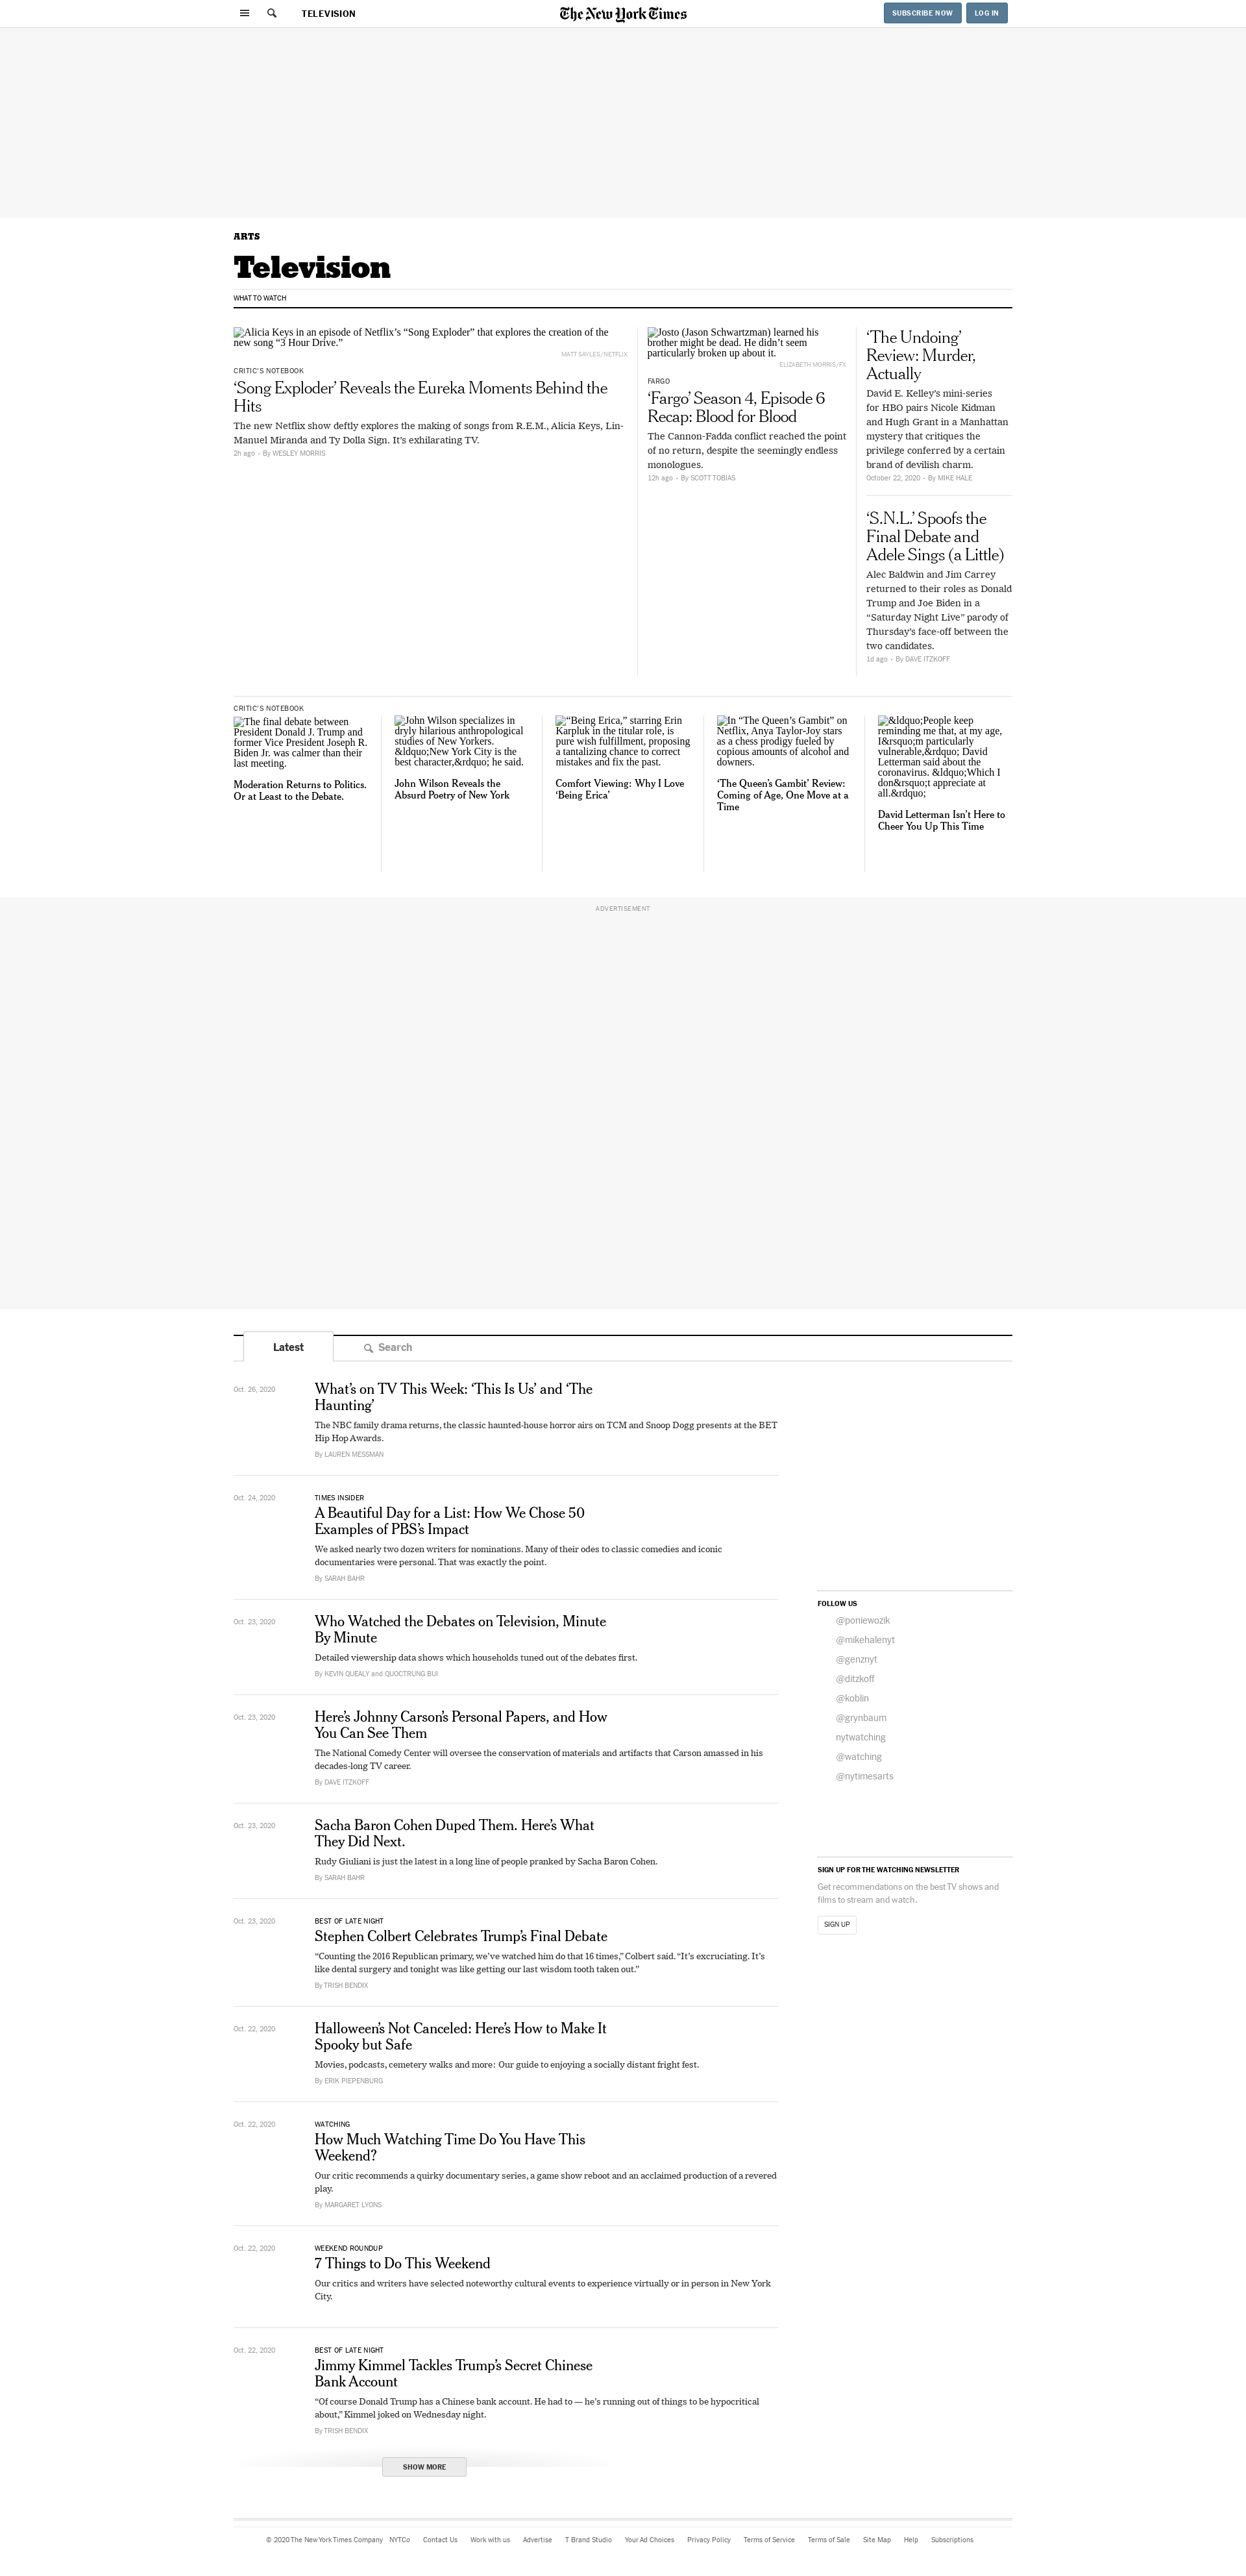 TELEVISION
The New York Times
SUBSCRIBE NOW
LOG IN
ARTS
Television
WHAT TO WATCH
Alicia Keys in an episode of Netflix’s “Song Exploder” that explores the creation of the
new song “3 Hour Drive.”
MATT SAYLES/NETFLIX
CRITIC’S NOTEBOOK
‘Song Exploder’ Reveals the Eureka Moments Behind the
Hits
The new Netflix show deftly explores the making of songs from R.E.M., Alicia Keys, Lin-
Manuel Miranda and Ty Dolla Sign. It’s exhilarating TV.
2h ago - By WESLEY MORRIS
Josto (Jason Schwartzman) learned his
brother might be dead. He didn’t seem
particularly broken up about it.
ELIZABETH MORRIS/FX
FARGO
‘Fargo’ Season 4, Episode 6
Recap: Blood for Blood
The Cannon-Fadda conflict reached the point
of no return, despite the seemingly endless
monologues.
12h ago - By SCOTT TOBIAS
‘The Undoing’
Review: Murder,
Actually
David E. Kelley’s mini-series
for HBO pairs Nicole Kidman
and Hugh Grant in a Manhattan
mystery that critiques the
privilege conferred by a certain
brand of devilish charm.
October 22, 2020 - By MIKE HALE
‘S.N.L.’ Spoofs the
Final Debate and
Adele Sings (a Little)
Alec Baldwin and Jim Carrey
returned to their roles as Donald
Trump and Joe Biden in a
“Saturday Night Live” parody of
Thursday’s face-off between the
two candidates.
1d ago - By DAVE ITZKOFF
CRITIC’S NOTEBOOK
The final debate between
President Donald J. Trump and
former Vice President Joseph R.
Biden Jr. was calmer than their
last meeting.
Moderation Returns to Politics.
Or at Least to the Debate.
John Wilson specializes in
dryly hilarious anthropological
studies of New Yorkers.
&ldquo;New York City is the
best character,&rdquo; he said.
John Wilson Reveals the
Absurd Poetry of New York
“Being Erica,” starring Erin
Karpluk in the titular role, is
pure wish fulfillment, proposing
a tantalizing chance to correct
mistakes and fix the past.
Comfort Viewing: Why I Love
‘Being Erica’
In “The Queen’s Gambit” on
Netflix, Anya Taylor-Joy stars
as a chess prodigy fueled by
copious amounts of alcohol and
downers.
‘The Queen’s Gambit’ Review:
Coming of Age, One Move at a
Time
&ldquo;People keep
reminding me that, at my age,
I&rsquo;m particularly
vulnerable,&rdquo; David
Letterman said about the
coronavirus. &ldquo;Which I
don&rsquo;t appreciate at
all.&rdquo;
David Letterman Isn’t Here to
Cheer You Up This Time
ADVERTISEMENT
Latest
Search
Oct. 26, 2020
What’s on TV This Week: ‘This Is Us’ and ‘The
Haunting’
The NBC family drama returns, the classic haunted-house horror airs on TCM and Snoop Dogg presents at the BET
Hip Hop Awards.
By LAUREN MESSMAN
Oct. 24, 2020
TIMES INSIDER
A Beautiful Day for a List: How We Chose 50
Examples of PBS’s Impact
We asked nearly two dozen writers for nominations. Many of their odes to classic comedies and iconic
documentaries were personal. That was exactly the point.
By SARAH BAHR
Oct. 23, 2020
Who Watched the Debates on Television, Minute
By Minute
Detailed viewership data shows which households tuned out of the debates first.
By KEVIN QUEALY and QUOCTRUNG BUI
Oct. 23, 2020
Here’s Johnny Carson’s Personal Papers, and How
You Can See Them
The National Comedy Center will oversee the conservation of materials and artifacts that Carson amassed in his
decades-long TV career.
By DAVE ITZKOFF
Oct. 23, 2020
Sacha Baron Cohen Duped Them. Here’s What
They Did Next.
Rudy Giuliani is just the latest in a long line of people pranked by Sacha Baron Cohen.
By SARAH BAHR
Oct. 23, 2020
BEST OF LATE NIGHT
Stephen Colbert Celebrates Trump’s Final Debate
“Counting the 2016 Republican primary, we’ve watched him do that 16 times,” Colbert said. “It’s excruciating. It’s
like dental surgery and tonight was like getting our last wisdom tooth taken out.”
By TRISH BENDIX
Oct. 22, 2020
Halloween’s Not Canceled: Here’s How to Make It
Spooky but Safe
Movies, podcasts, cemetery walks and more: Our guide to enjoying a socially distant fright fest.
By ERIK PIEPENBURG
Oct. 22, 2020
WATCHING
How Much Watching Time Do You Have This
Weekend?
Our critic recommends a quirky documentary series, a game show reboot and an acclaimed production of a revered
play.
By MARGARET LYONS
Oct. 22, 2020
WEEKEND ROUNDUP
7 Things to Do This Weekend
Our critics and writers have selected noteworthy cultural events to experience virtually or in person in New York
City.
Oct. 22, 2020
BEST OF LATE NIGHT
Jimmy Kimmel Tackles Trump’s Secret Chinese
Bank Account
“Of course Donald Trump has a Chinese bank account. He had to — he’s running out of things to be hypocritical
about,” Kimmel joked on Wednesday night.
By TRISH BENDIX
SHOW MORE
FOLLOW US
@poniewozik
@mikehalenyt
@genznyt
@ditzkoff
@koblin
@grynbaum
nytwatching
@watching
@nytimesarts
SIGN UP FOR THE WATCHING NEWSLETTER
Get recommendations on the best TV shows and
films to stream and watch.
SIGN UP
© 2020 The New York Times Company NYTCo Contact Us Work with us Advertise T Brand Studio Your Ad Choices Privacy Policy Terms of Service Terms of Sale Site Map Help Subscriptions